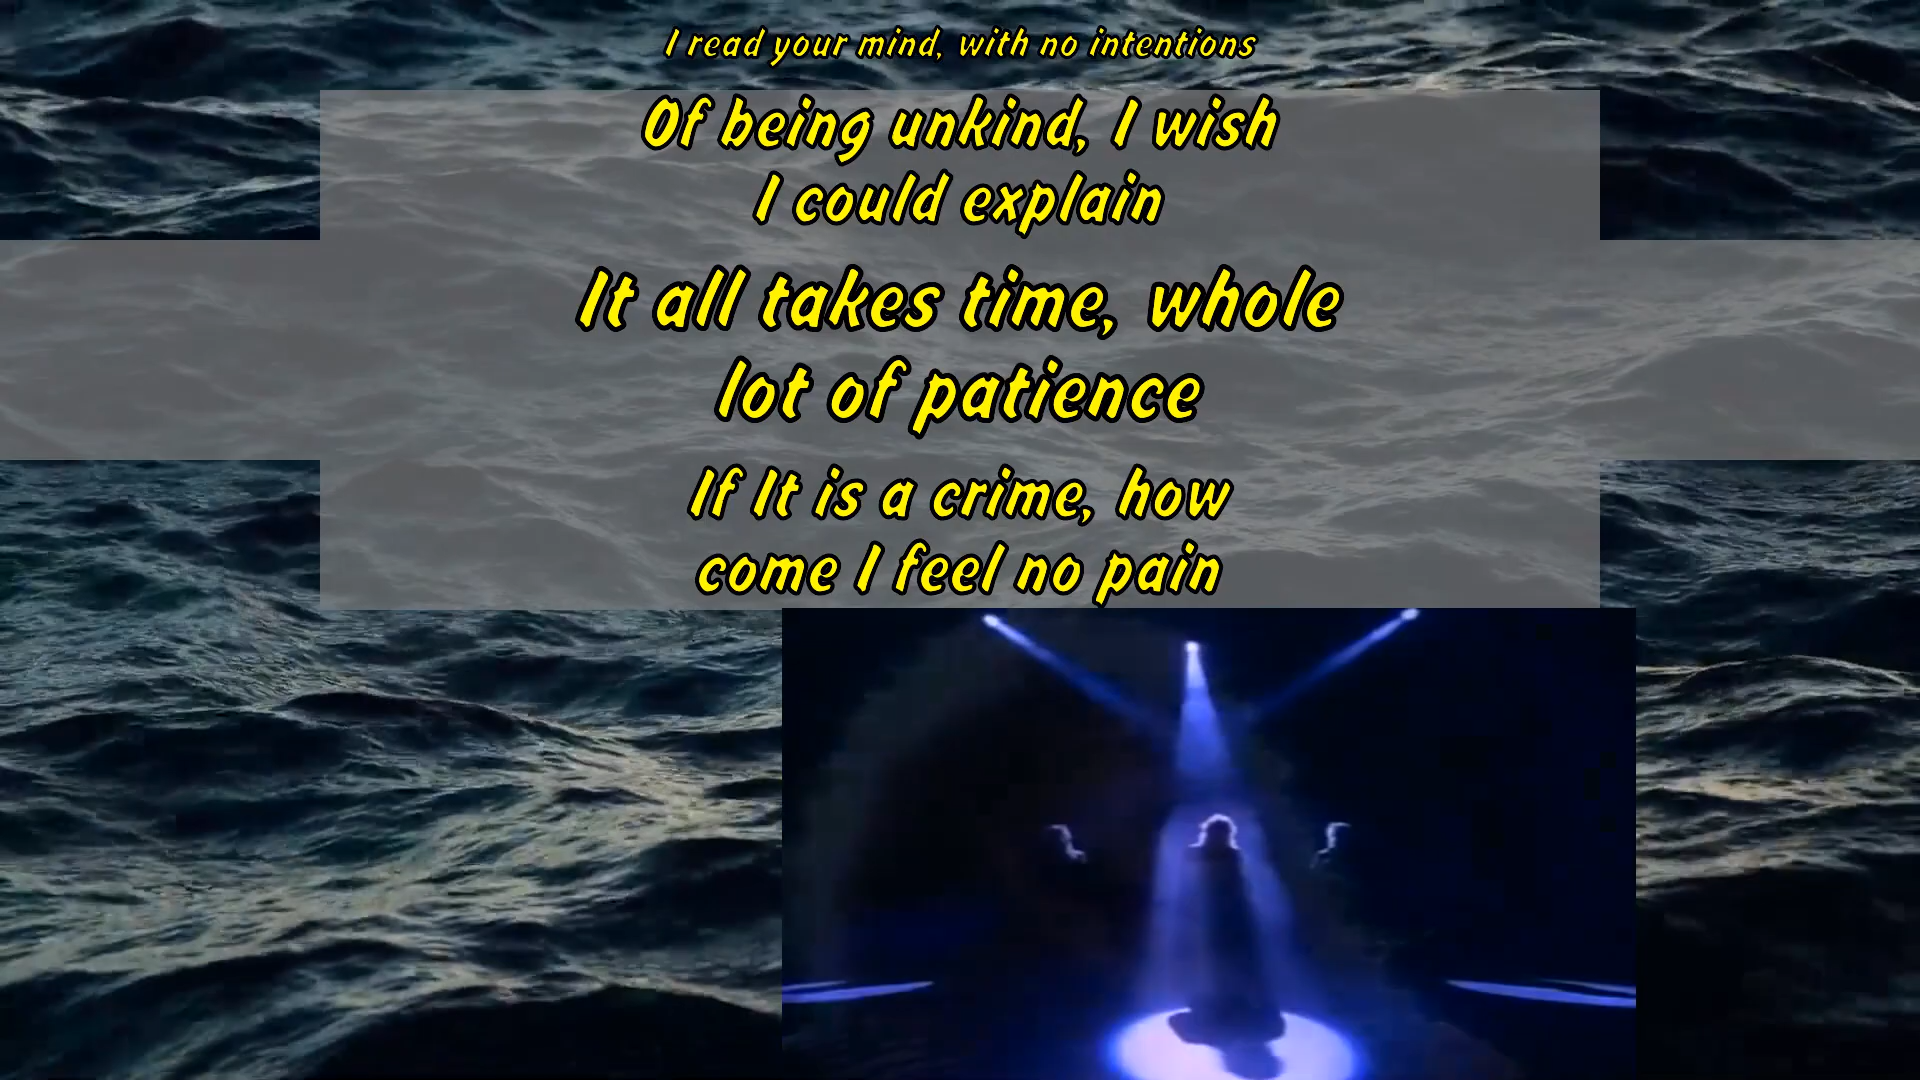 I read your mind, with no intentions
Of being unkind, I wish
I could explain
It all takes time, whole
lot of patience
If It is a crime, how
come I feel no pain